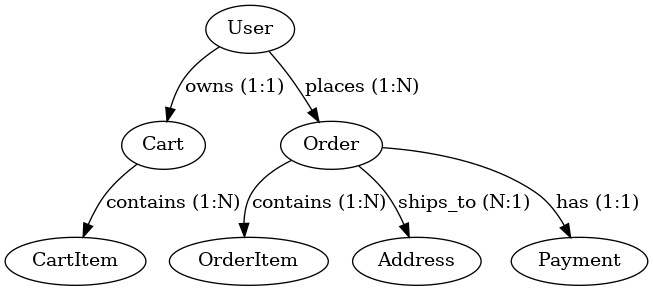 User
owns (1:1)
places (1:N)
Cart
Order
contains (1:N)
contains (1:N)
ships_to (N:1)
has (1:1)
CartItem
OrderItem
Address
Payment